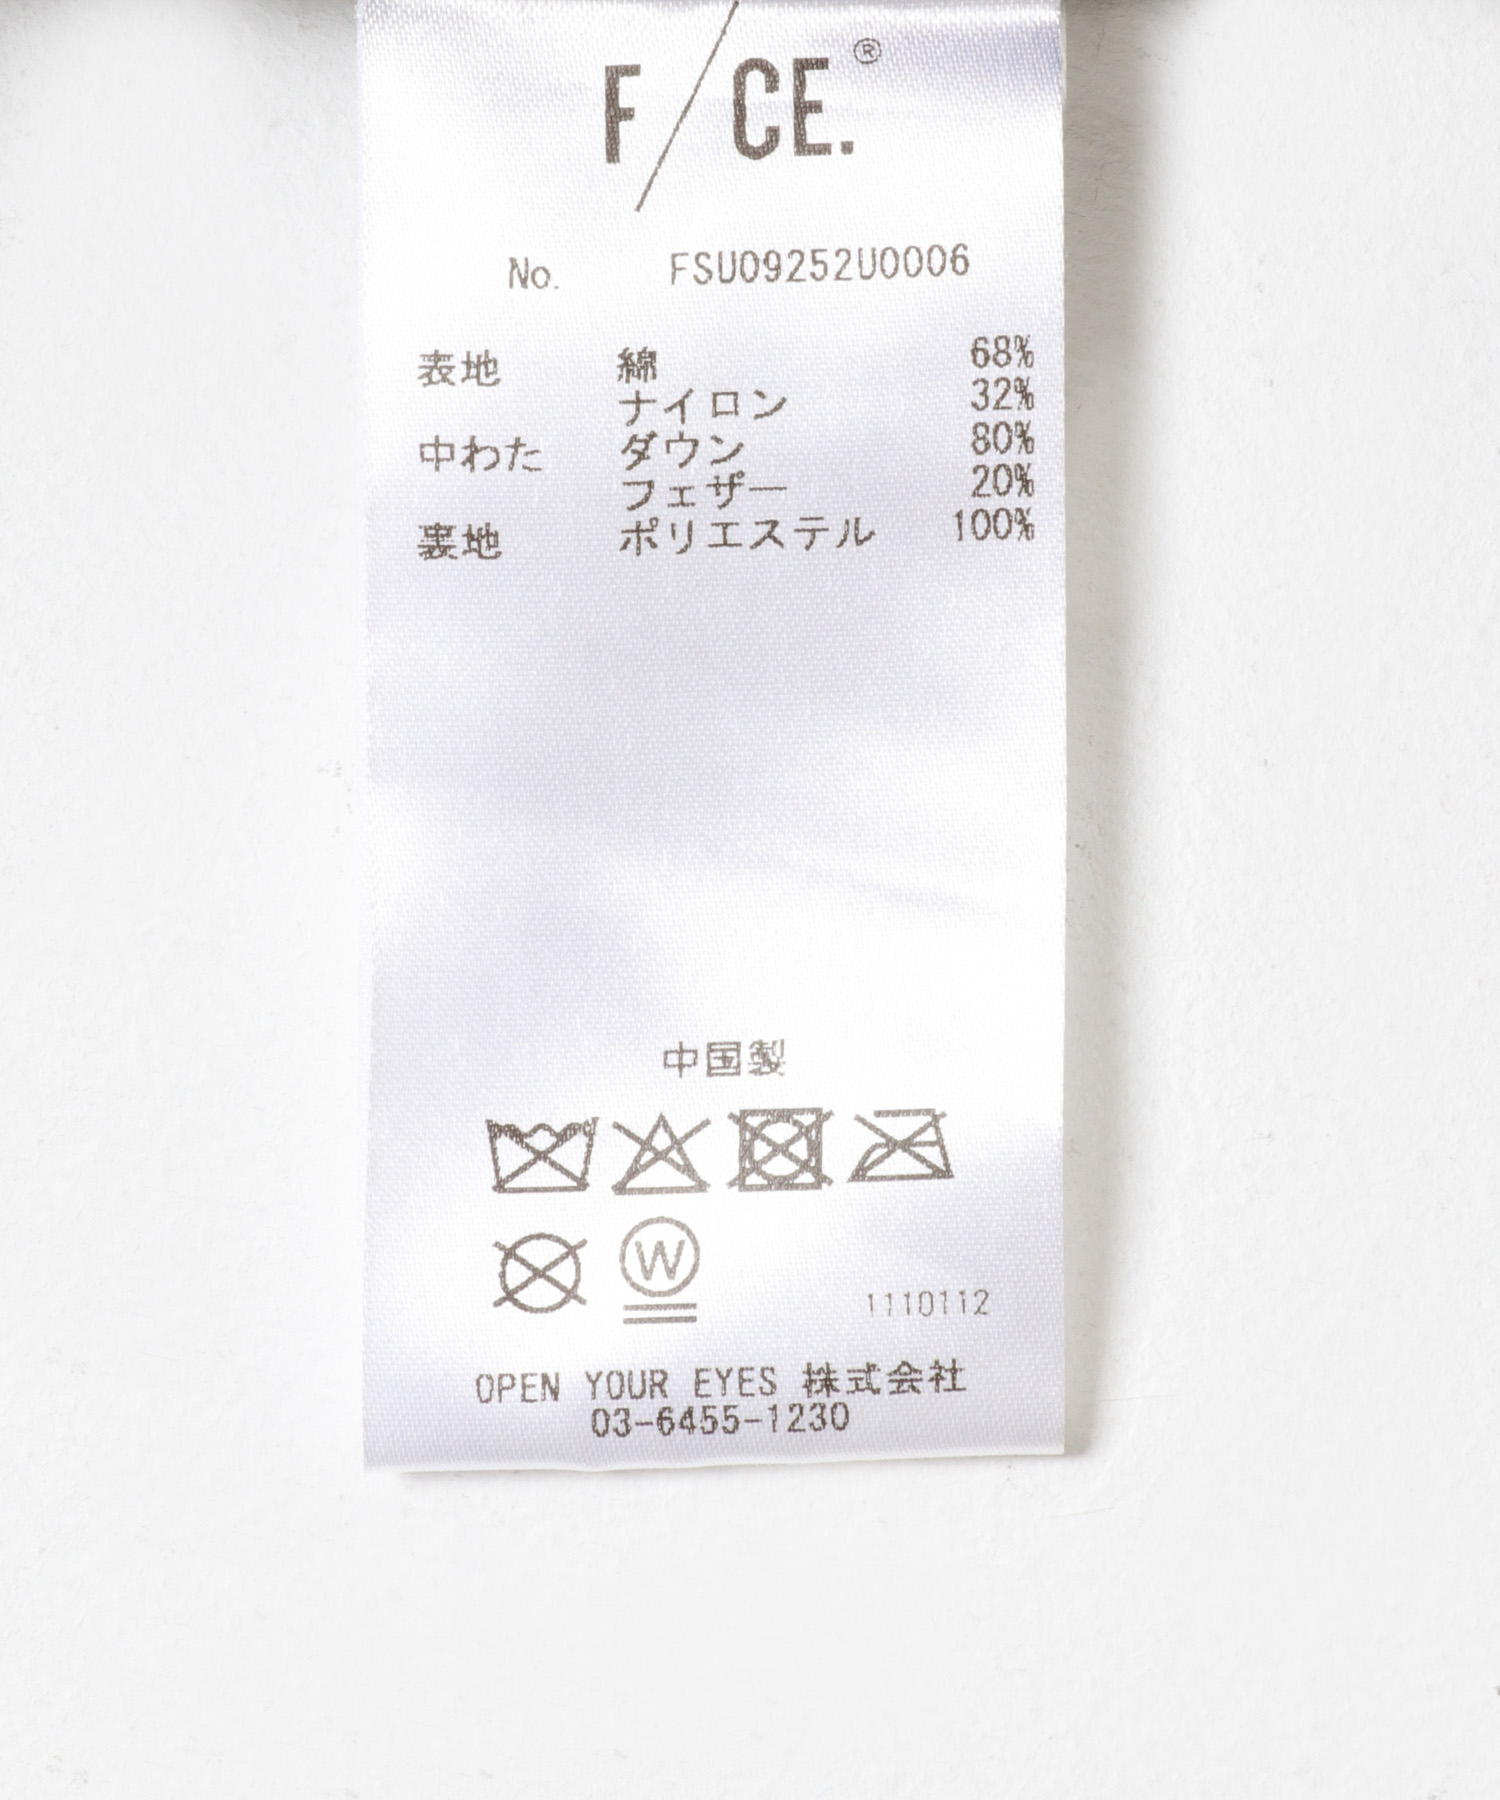 F/CE.®
No. FSU09252U0006
表地 綿 68%
ナイロン 32%
中わた ダウン 80%
フェザー 20%
裏地 ポリエステル 100%
中国製
W
1110112
OPEN YOUR EYES 株式会社
03-6455-1230